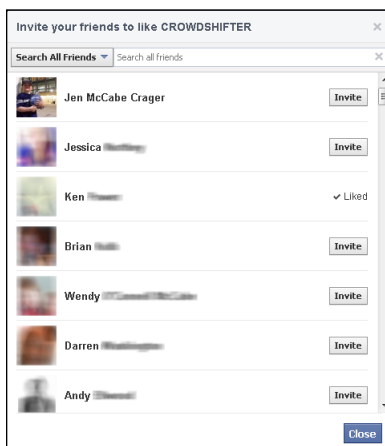 Invite your friends to like CROWDSHIFTER
Search All Friends Search all friends
Jen McCabe Crager Invite
Jessica Invite
Ken Liked
Brian Invite
Wendy Invite
Darren Invite
Andy Invite
Close